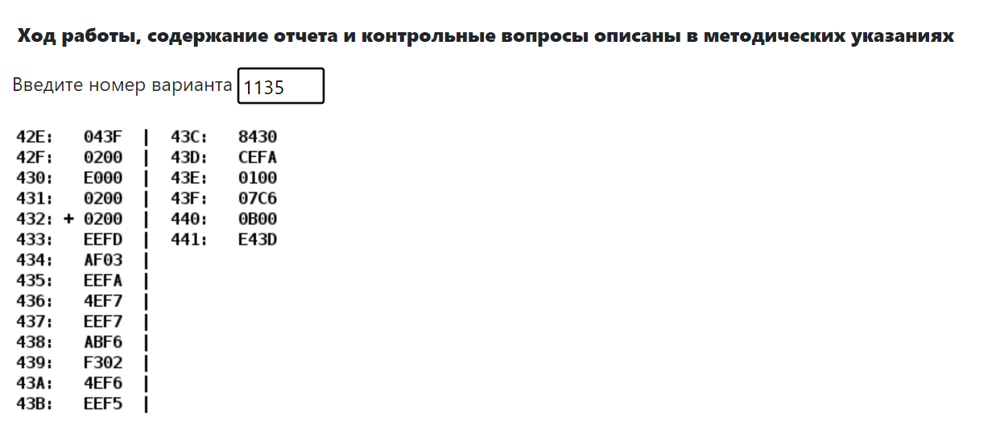 Ход работы, содержание отчета и контрольные вопросы описаны в методических указаниях
Введите номер варианта 1135
42E: 043F | 43C: 8430
42F: 0200 | 43D: CEFA
430: E000 | 43E: 0100
431: 0200 | 43F: 07C6
432: + 0200 | 440: 0B00
433: EEFD | 441: E43D
434: AF03 |
435: EEFA |
436: 4EF7 |
437: EEF7 |
438: ABF6 |
439: F302 |
43A: 4EF6 |
43B: EEF5 |